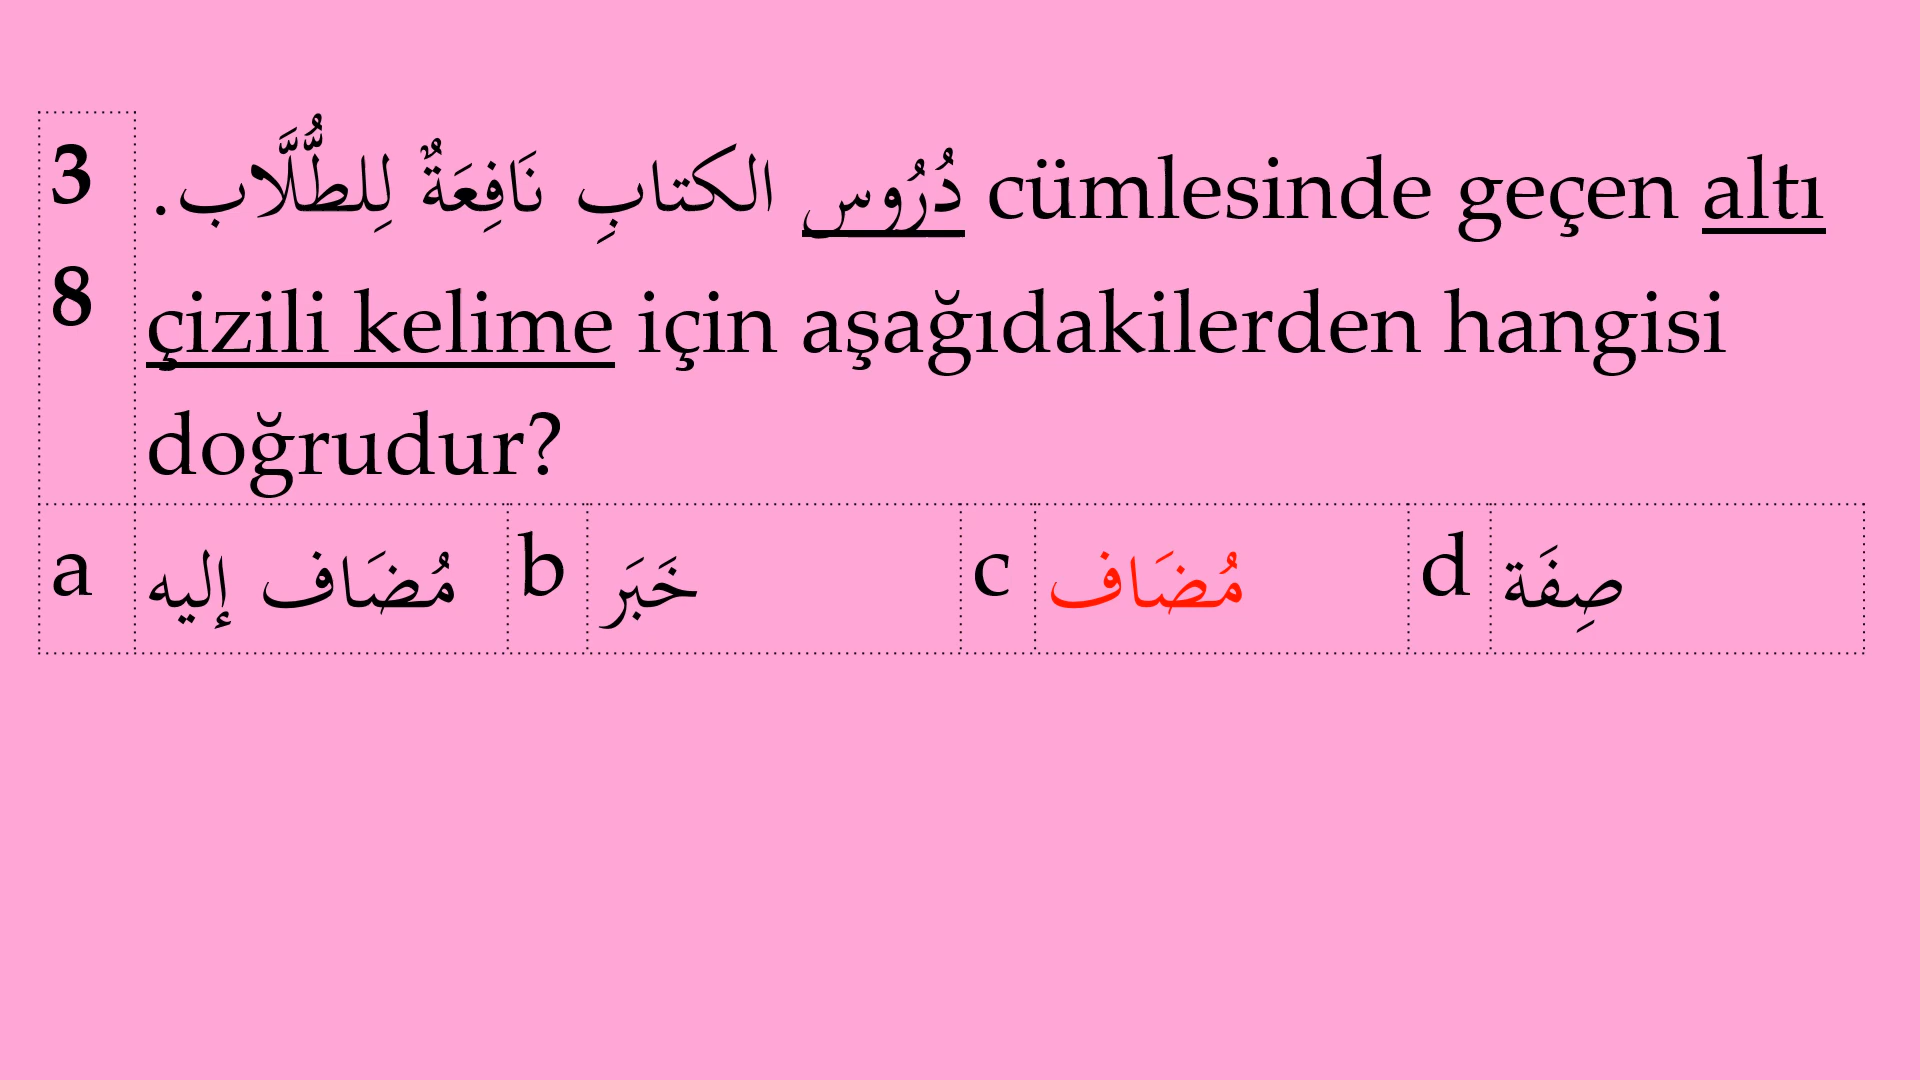 38 دُرُوس الكتابِ نَافِعَةٌ لِلطُّلَّاب. cümlesinde geçen altı
çizili kelime için aşağıdakilerden hangisi
doğrudur?
a مُضَاف إليه b خَبَر c مُضَاف d صِفَة